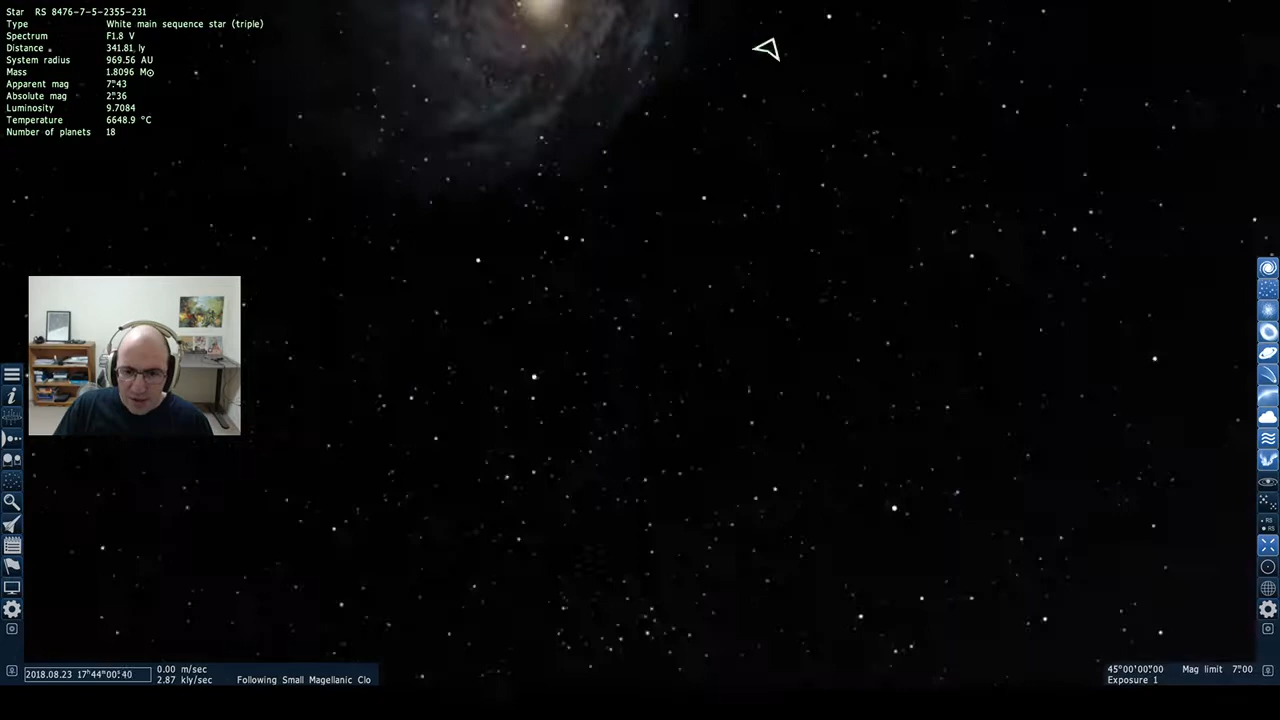 Star RS 8476-7-5-2355-231
Type White main sequence star (triple)
Spectrum F1.8 V
Distance 341.81 ly
System radius 969.56 AU
Mass 1.8096 M☉
Apparent mag 7ᵐ43
Absolute mag 2ᵐ36
Luminosity 9.7084
Temperature 6648.9 °C
Number of planets 18
RS
RS
2018.08.23 17ʰ44ᵐ00ˢ40
0.00 m/sec
2.87 kly/sec Following Small Magellanic Clo
45°00'00"00 Mag limit 7ᵐ00
Exposure 1